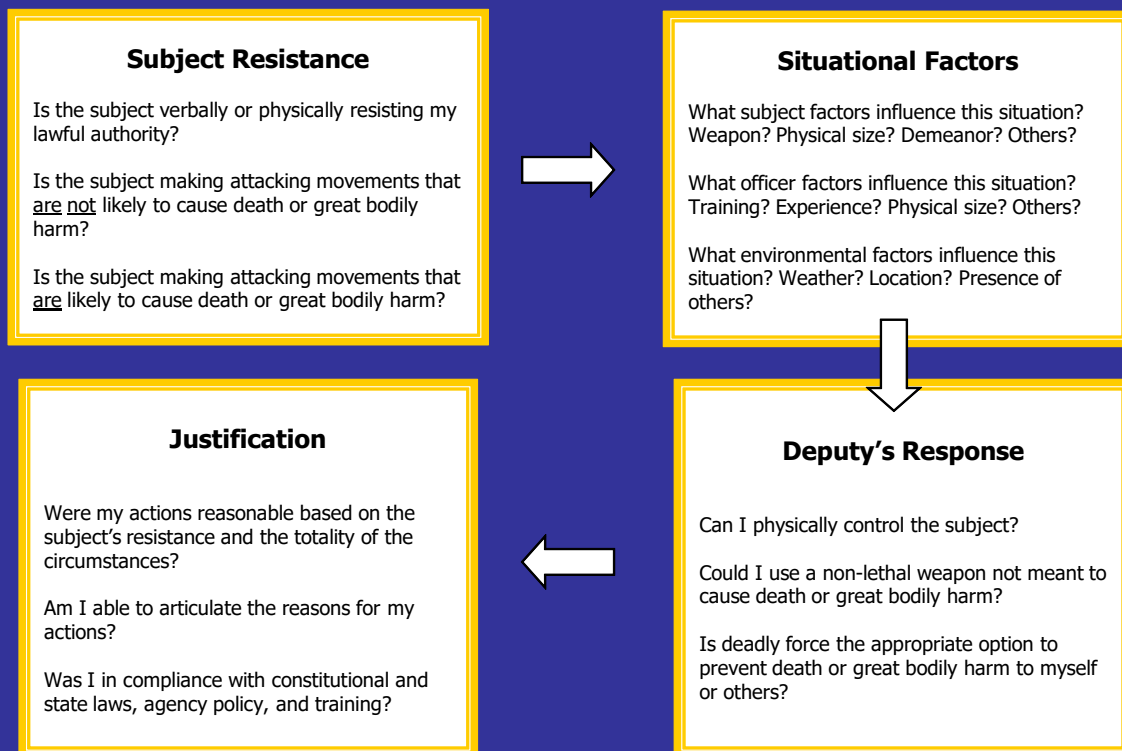 Subject Resistance
Is the subject verbally or physically resisting my
lawful authority?
Is the subject making attacking movements that
are not likely to cause death or great bodily
harm?
Is the subject making attacking movements that
are likely to cause death or great bodily harm?
Situational Factors
What subject factors influence this situation?
Weapon? Physical size? Demeanor? Others?
What officer factors influence this situation?
Training? Experience? Physical size? Others?
What environmental factors influence this
situation? Weather? Location? Presence of
others?
Deputy’s Response
Can I physically control the subject?
Could I use a non-lethal weapon not meant to
cause death or great bodily harm?
Is deadly force the appropriate option to
prevent death or great bodily harm to myself
or others?
Justification
Were my actions reasonable based on the
subject’s resistance and the totality of the
circumstances?
Am I able to articulate the reasons for my
actions?
Was I in compliance with constitutional and
state laws, agency policy, and training?